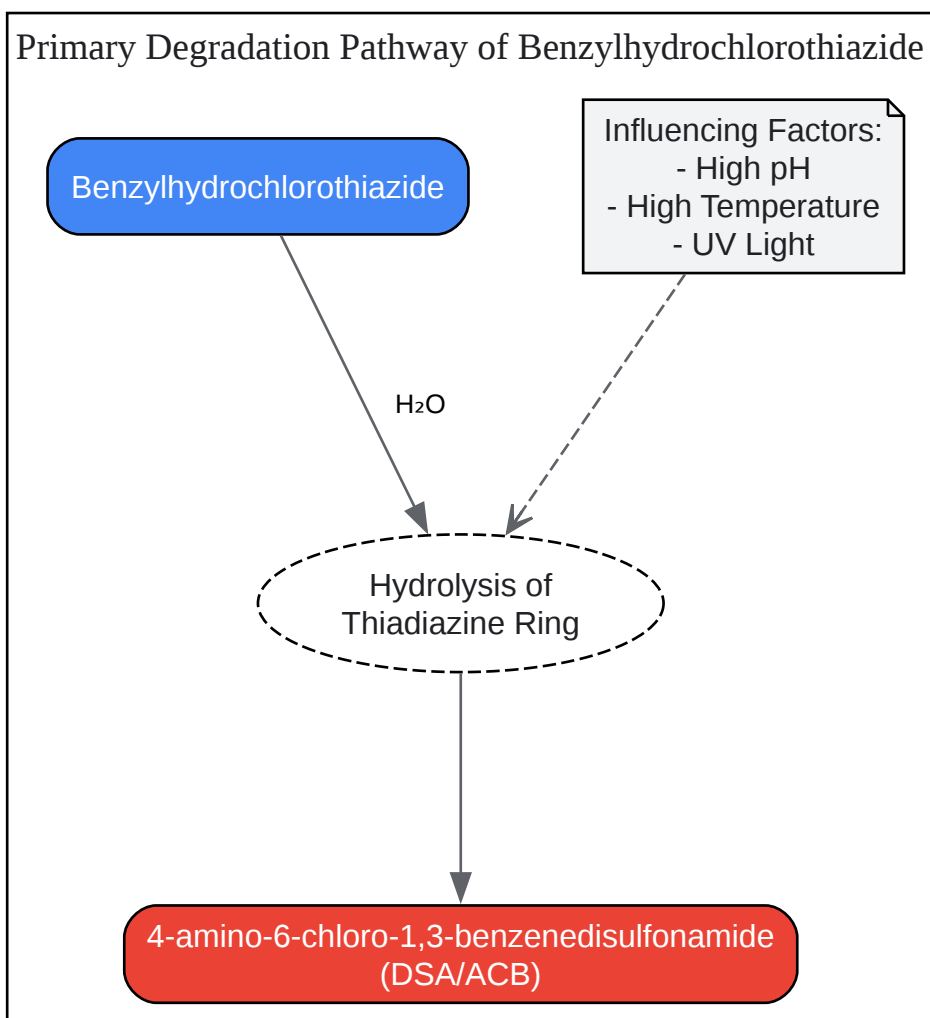 Primary Degradation Pathway of Benzylhydrochlorothiazide
Benzylhydrochlorothiazide
Influencing Factors:
- High pH
- High Temperature
- UV Light
H₂O
Hydrolysis of
Thiadiazine Ring
4-amino-6-chloro-1,3-benzenedisulfonamide
(DSA/ACB)